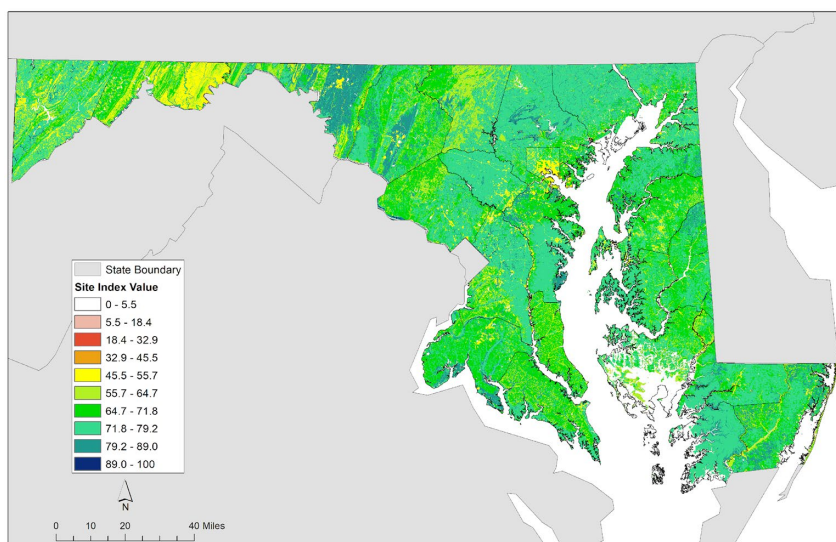 State Boundary
Site Index Value
0 - 5.5
5.5 - 18.4
18.4 - 32.9
32.9 - 45.5
45.5 - 55.7
55.7 - 64.7
64.7 - 71.8
71.8 - 79.2
79.2 - 89.0
89.0 - 100
N
0 10 20 40 Miles